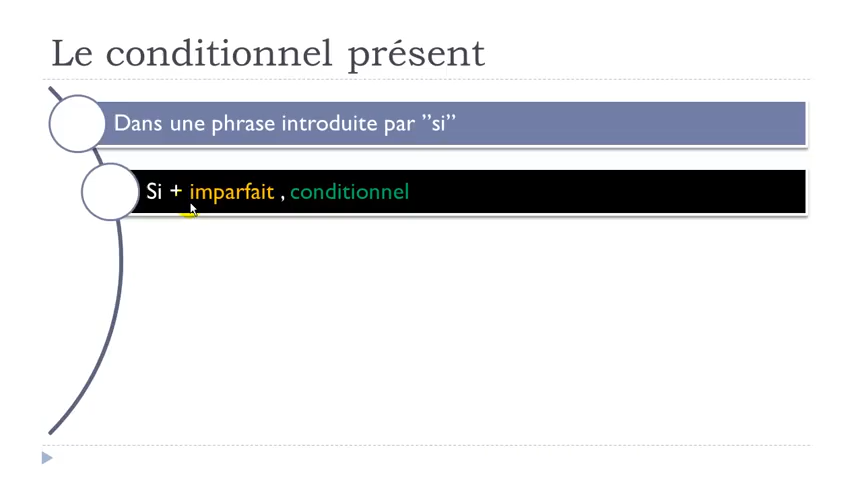 Le conditionnel présent
Dans une phrase introduite par ”si”
Si + imparfait , conditionnel